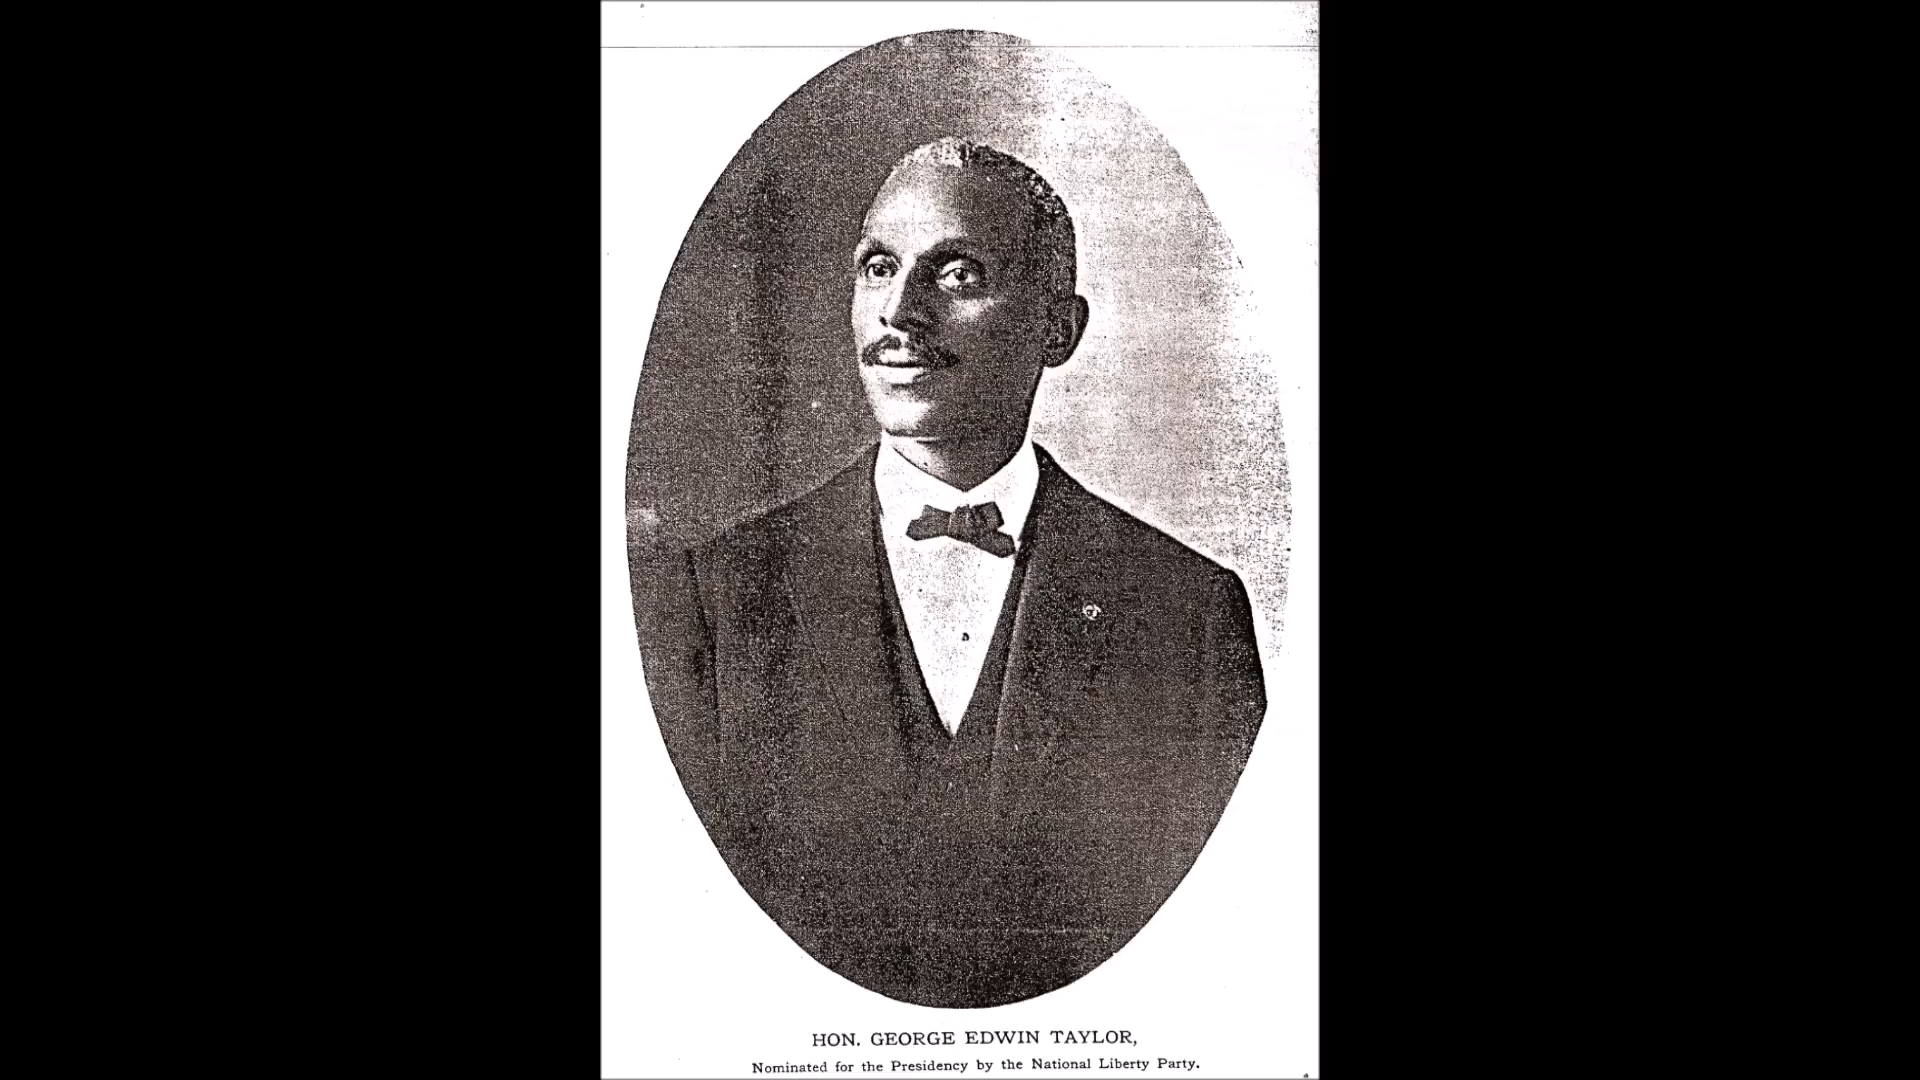 HON. GEORGE EDWIN TAYLOR,
Nominated for the Presidency by the National Liberty Party.